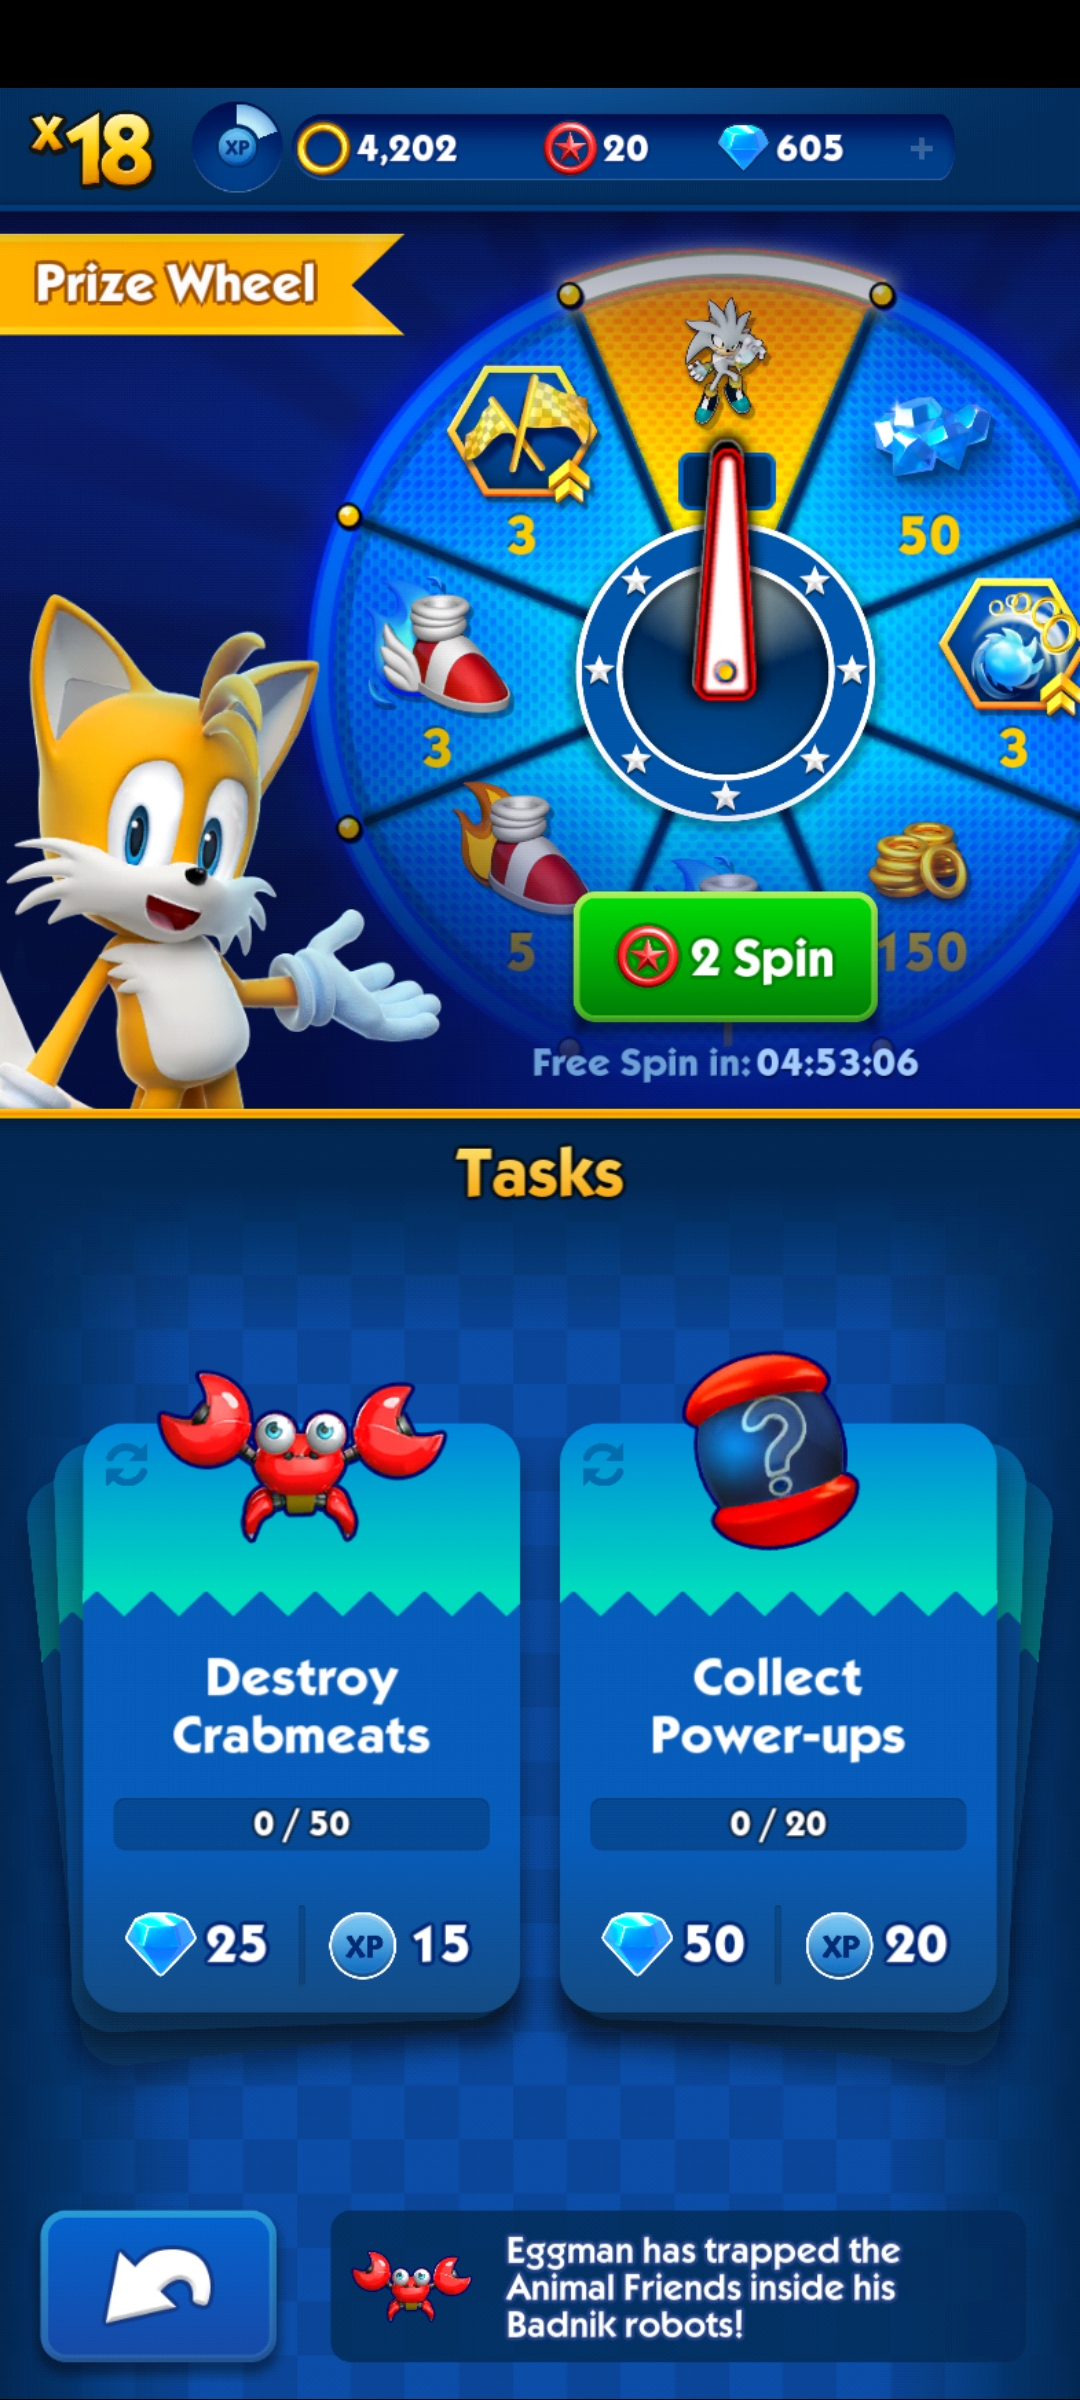 x18
XP
4,202
20
605
+
Prize Wheel
3
50
3
3
5
150
2 Spin
Free Spin in: 04:53:06
Tasks
?
Destroy
Crabmeats
0 / 50
25
XP
15
Collect
Power-ups
0 / 20
50
XP
20
Eggman has trapped the
Animal Friends inside his
Badnik robots!